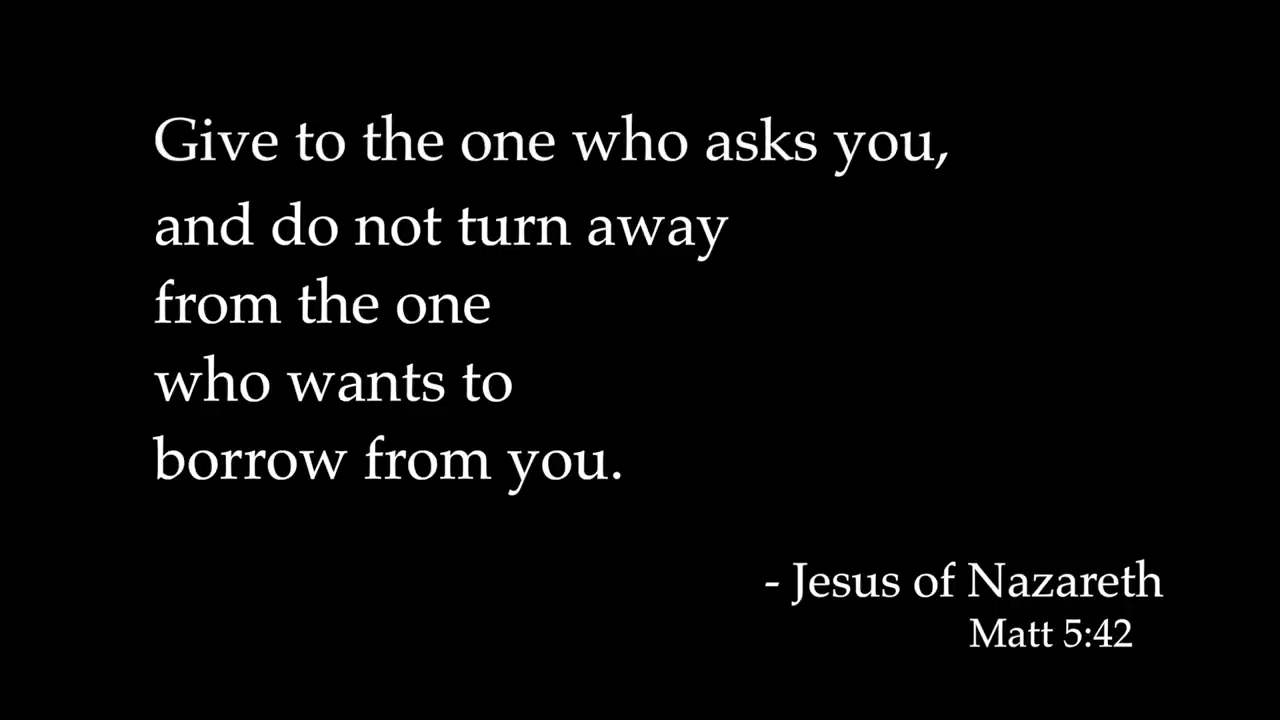 Give to the one who asks you,
and do not turn away
from the one
who wants to
borrow from you.
- Jesus of Nazareth
Matt 5:42